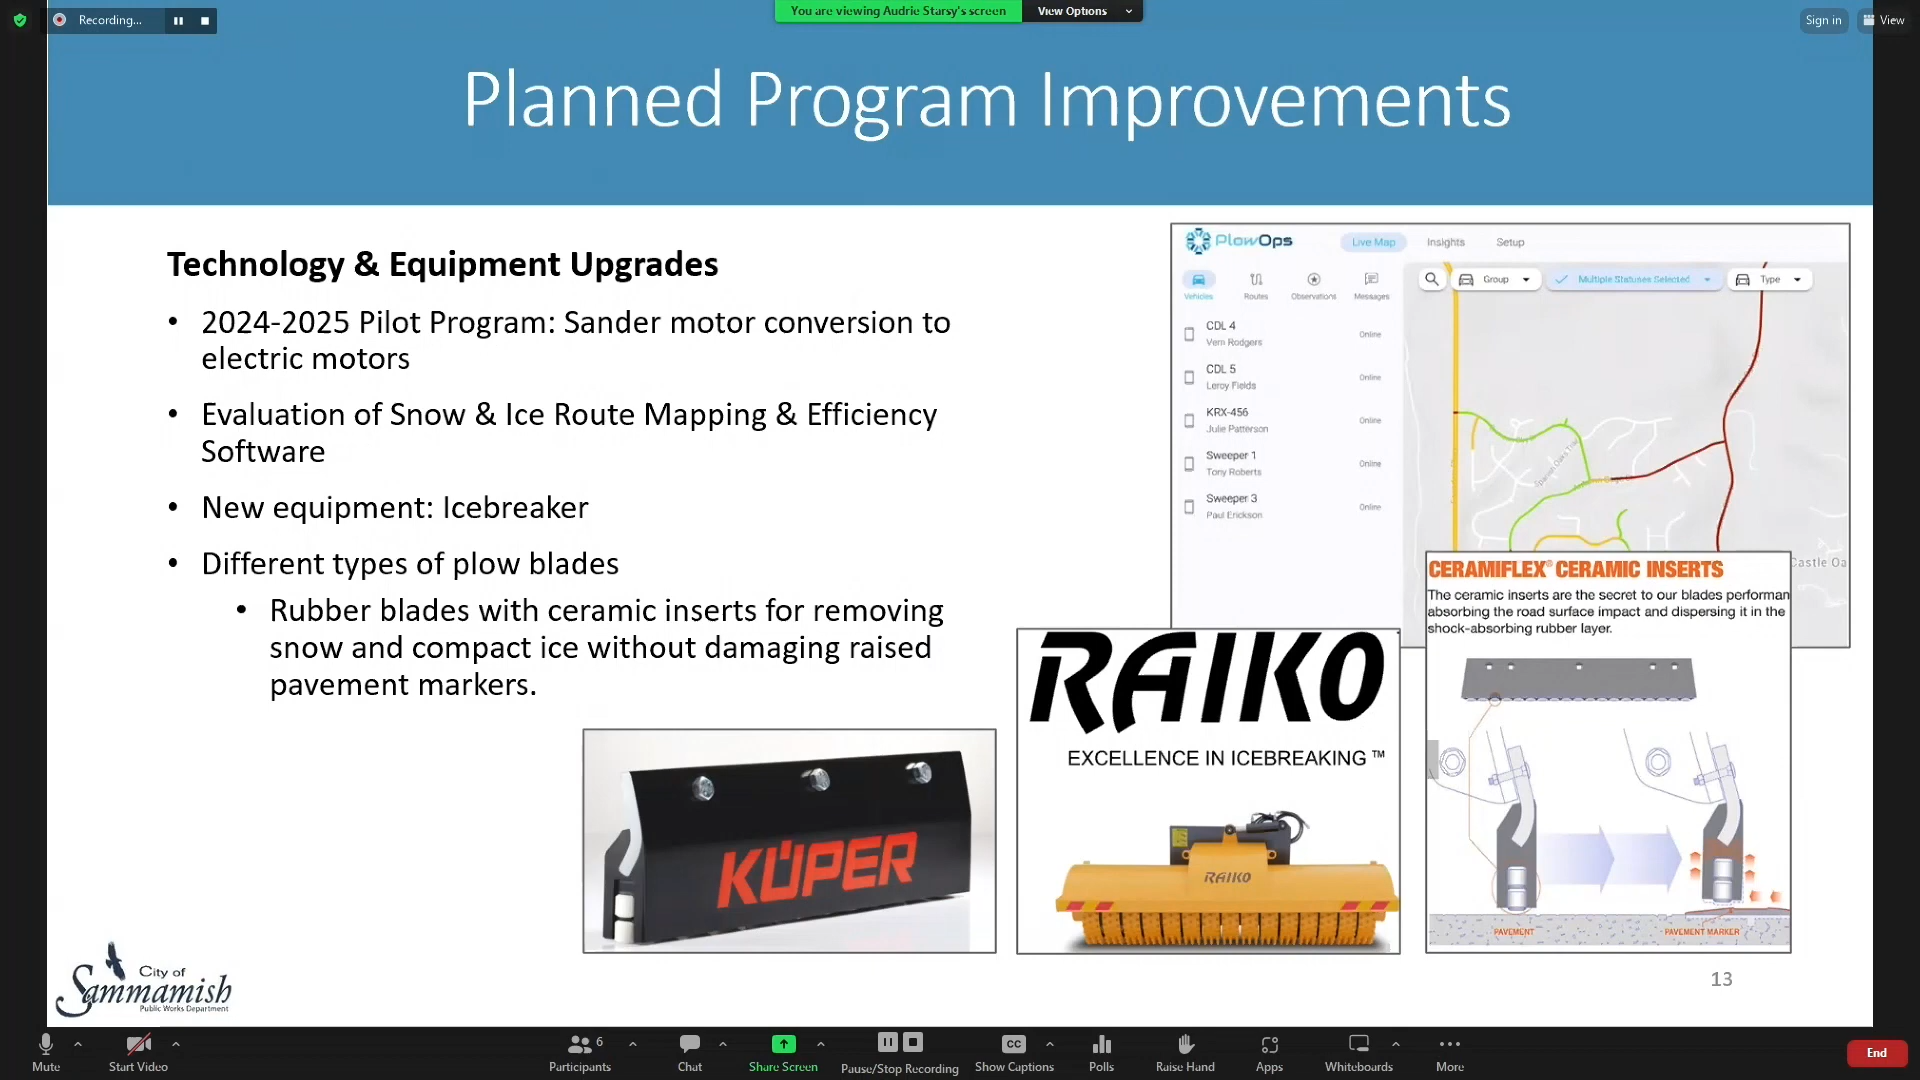 Recording...
You are viewing Audrie Starsy's screen
View Options
Sign in
View
Planned Program Improvements
Technology & Equipment Upgrades
• 2024-2025 Pilot Program: Sander motor conversion to
electric motors
• Evaluation of Snow & Ice Route Mapping & Efficiency
Software
• New equipment: Icebreaker
• Different types of plow blades
• Rubber blades with ceramic inserts for removing
snow and compact ice without damaging raised
pavement markers.
PlowOps
Live Map Insights Setup
Vehicles Routes Observations Messages
Group Multiple Statuses Selected Type
CDL 4
Vern Rodgers
Online
CDL 5
Leroy Fields
Online
KRX-456
Julie Patterson
Online
Sweeper 1
Tony Roberts
Online
Sweeper 3
Paul Erickson
Online
Spanish Oaks Trail
Castle Oa
CERAMIFLEX® CERAMIC INSERTS
The ceramic inserts are the secret to our blades performan
absorbing the road surface impact and dispersing it in the
shock-absorbing rubber layer.
PAVEMENT
PAVEMENT MARKER
RAIKO
EXCELLENCE IN ICEBREAKING ™
RAIKO
KÜPER
City of
Sammamish
Public Works Department
13
Mute
Start Video
Participants
6
Chat
Share Screen
Pause/Stop Recording
CC
Show Captions
Polls
Raise Hand
Apps
Whiteboards
More
End